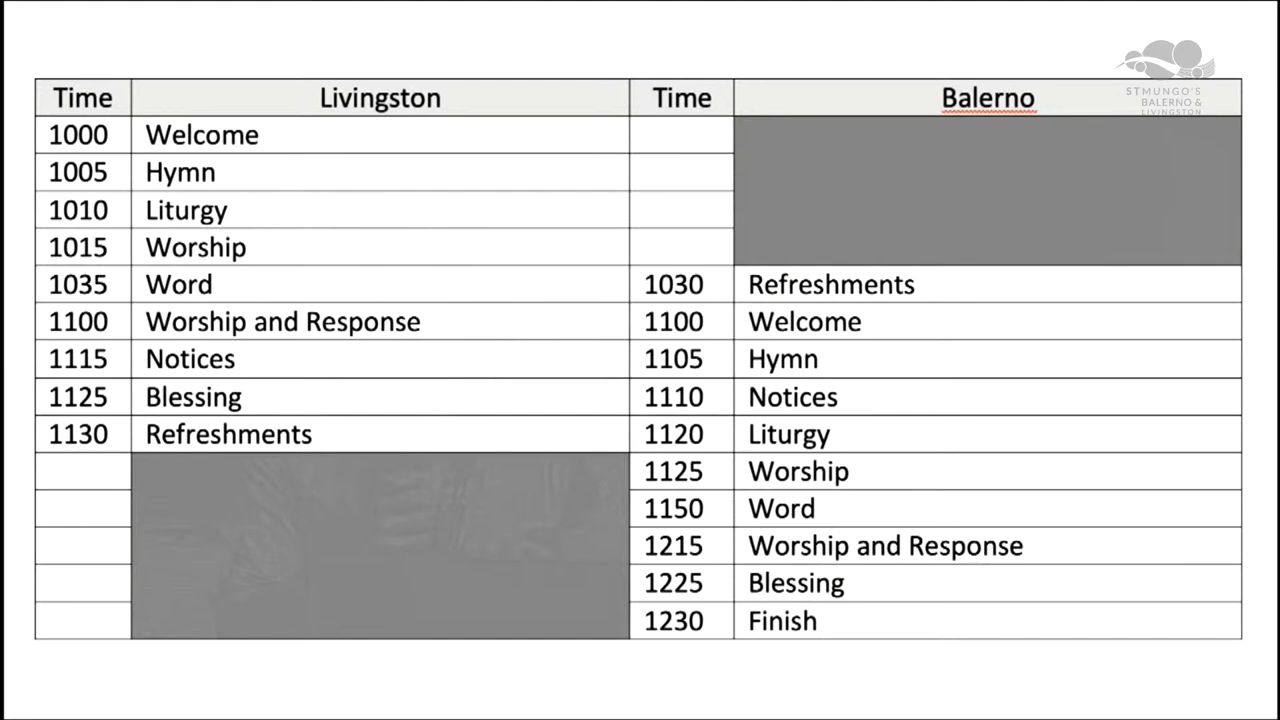 STMUNGO'S
BALERNO &
LIVINGSTON
Time Livingston Time Balerno
1000 Welcome
1005 Hymn
1010 Liturgy
1015 Worship
1035 Word 1030 Refreshments
1100 Worship and Response 1100 Welcome
1115 Notices 1105 Hymn
1125 Blessing 1110 Notices
1130 Refreshments 1120 Liturgy
1125 Worship
1150 Word
1215 Worship and Response
1225 Blessing
1230 Finish